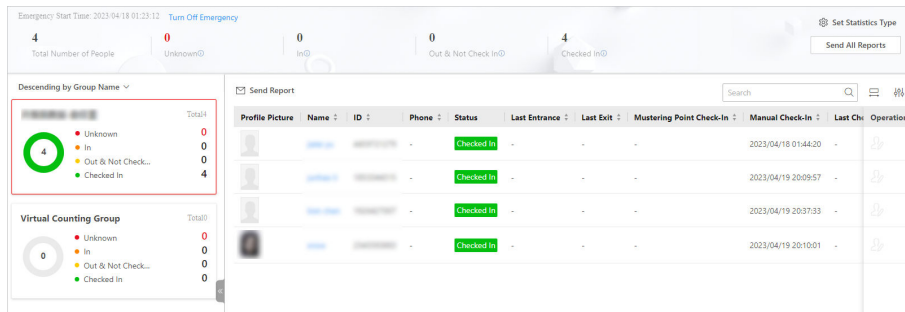 Emergency Start Time: 2023/04/18 01:23:12 Turn Off Emergency
4 0 0 0 4
Total Number of People Unknown In Out & Not Check In Checked In
Set Statistics Type
Send All Reports
Descending by Group Name
Total4
4
Unknown 0
In 0
Out & Not Check... 0
Checked In 4
Virtual Counting Group Total0
0
Unknown 0
In 0
Out & Not Check... 0
Checked In 0
Send Report
Search
Profile Picture Name ID Phone Status Last Entrance Last Exit Mustering Point Check-In Manual Check-In Last Che Operation
- Checked In - - - 2023/04/18 01:44:20 -
- Checked In - - - 2023/04/19 20:09:57 -
- Checked In - - - 2023/04/19 20:37:33 -
- Checked In - - - 2023/04/19 20:10:01 -